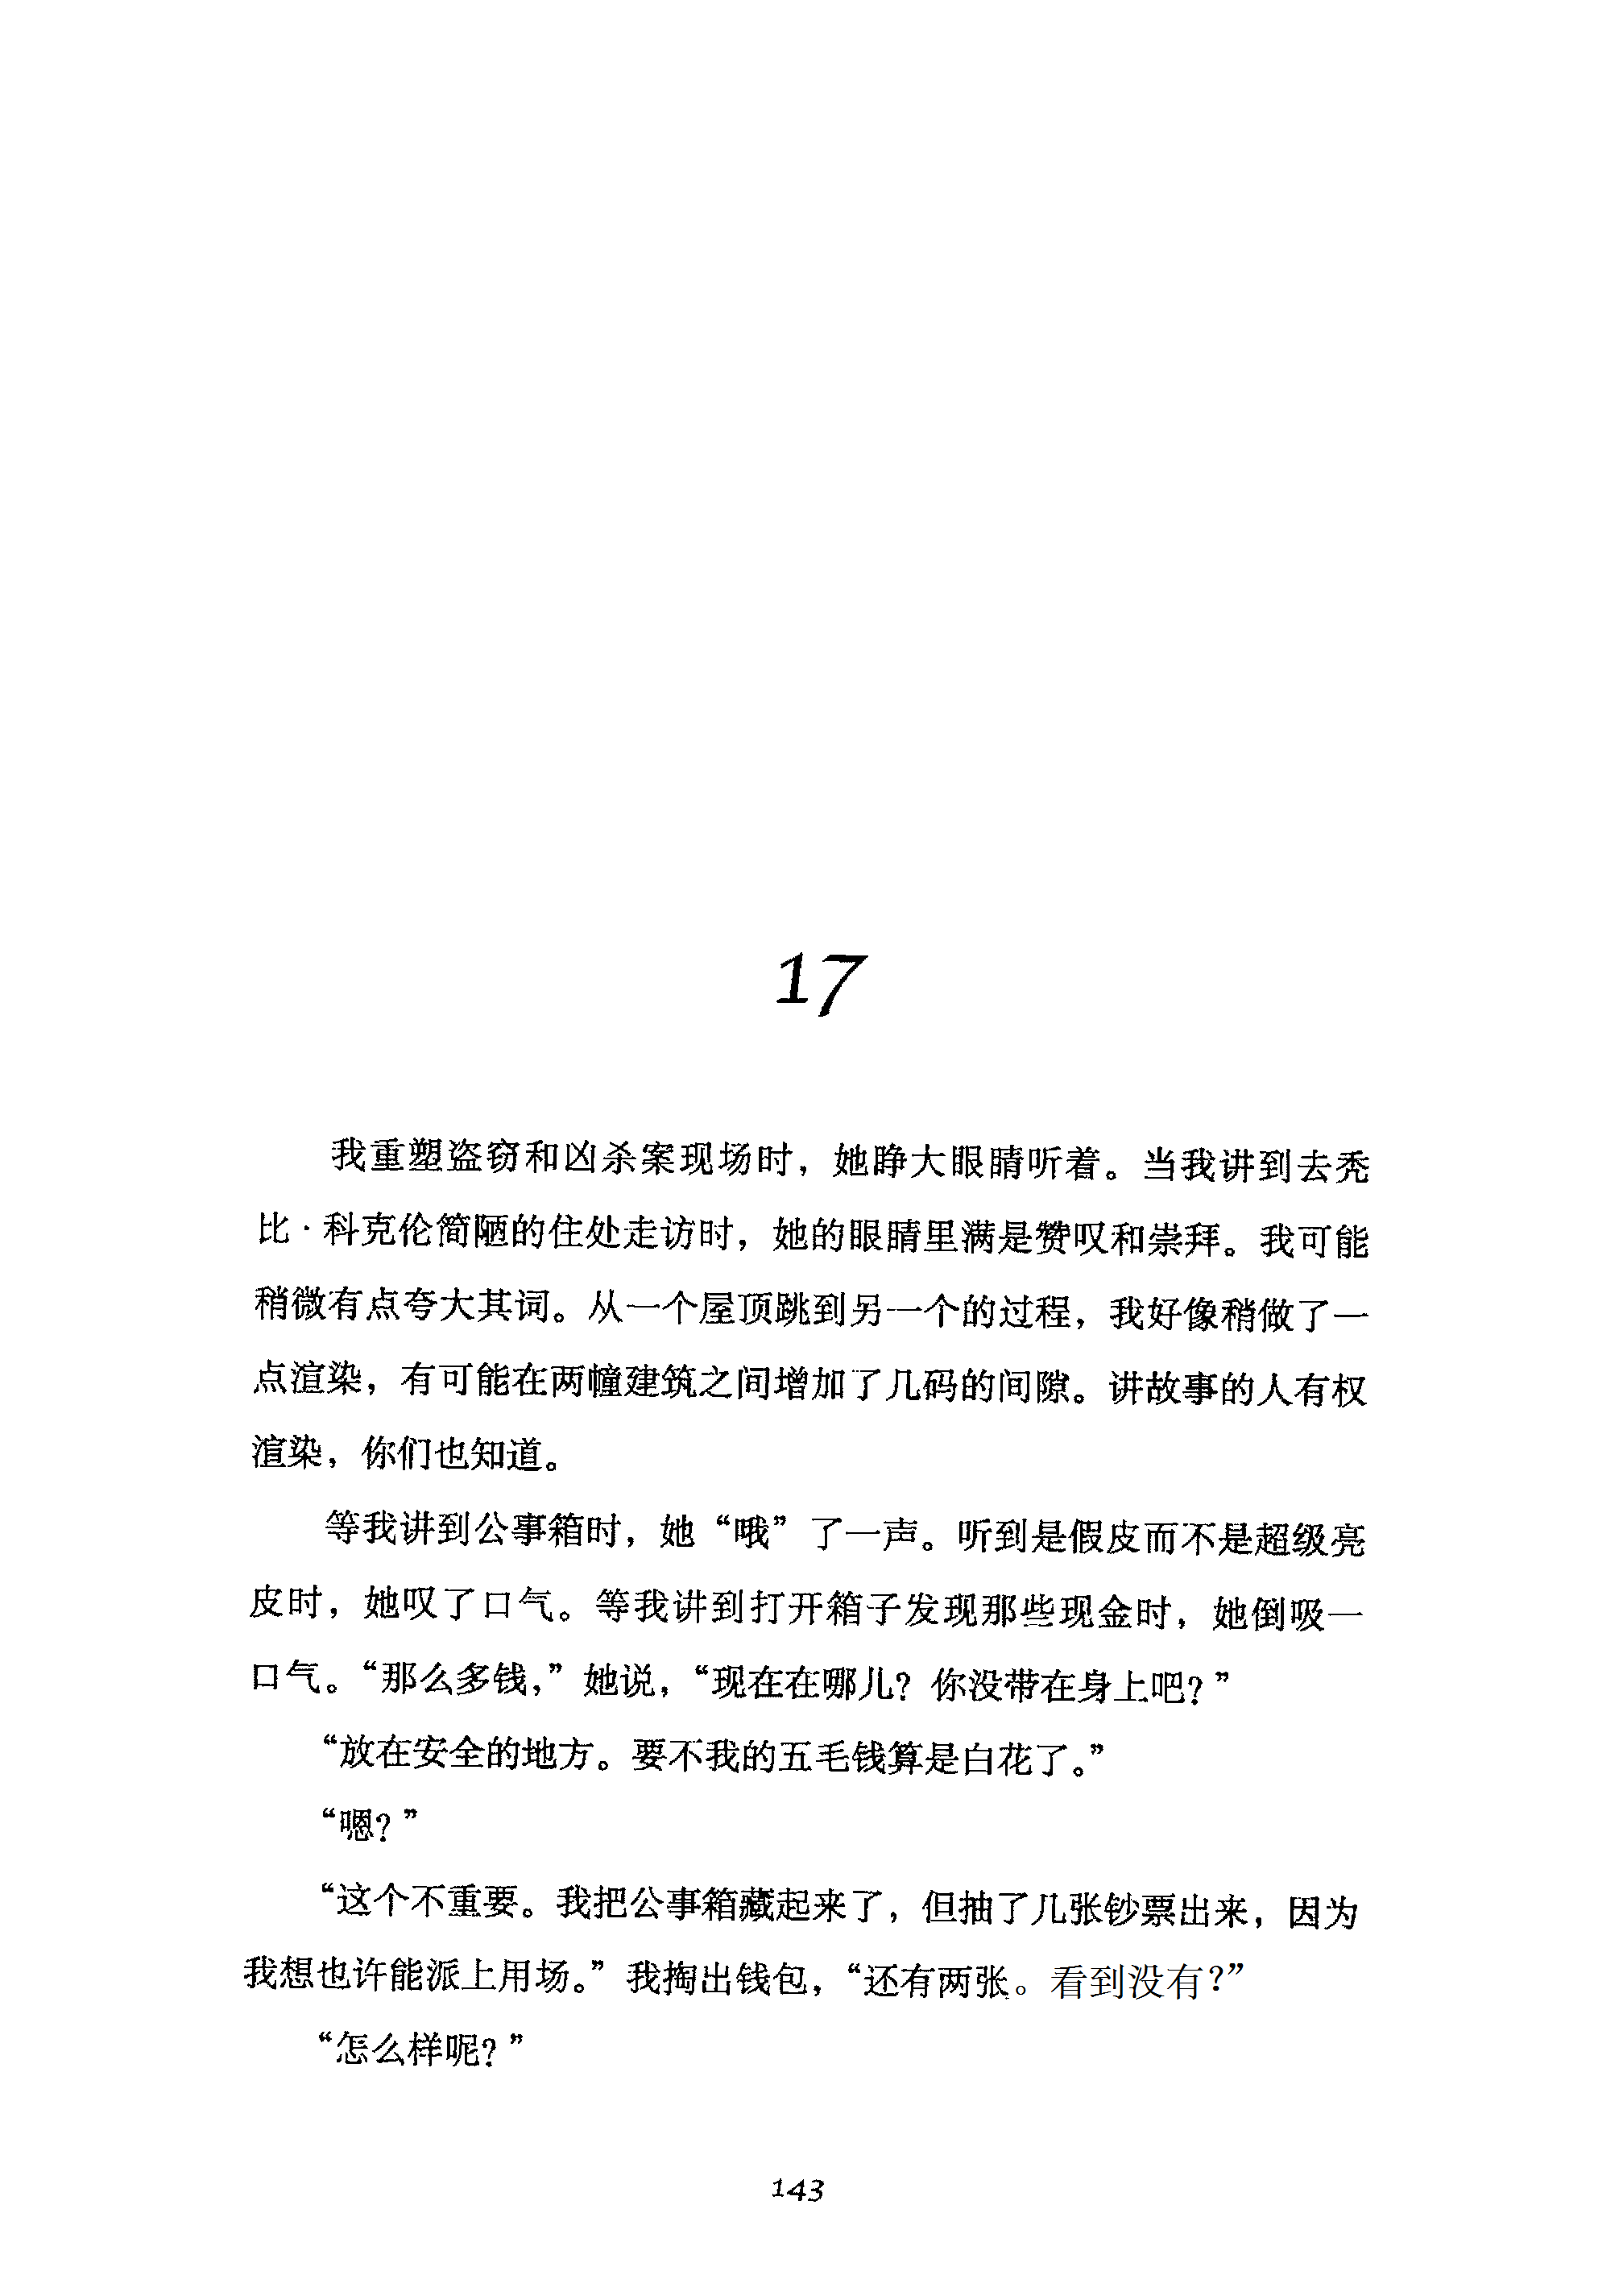 17
我重塑盗窃和凶杀案现场时，她睁大眼睛听着。当我讲到去秃
比·科克伦简陋的住处走访时，她的眼睛里满是赞叹和崇拜。我可能
稍微有点夸大其词。从一个屋顶跳到另一个的过程，我好像稍做了一
点渲染，有可能在两幢建筑之间增加了几码的间隙。讲故事的人有权
渲染，你们也知道。
等我讲到公事箱时，她“哦”了一声。听到是假皮而不是超级亮
皮时，她叹了口气。等我讲到打开箱子发现那些现金时，她倒吸一
口气。“那么多钱，”她说，“现在在哪儿？你没带在身上吧？”
“放在安全的地方。要不我的五毛钱算是白花了。”
“嗯？”
“这个不重要。我把公事箱藏起来了，但抽了几张钞票出来，因为
我想也许能派上用场。”我掏出钱包，“还有两张。看到没有？”
“怎么样呢？”
143